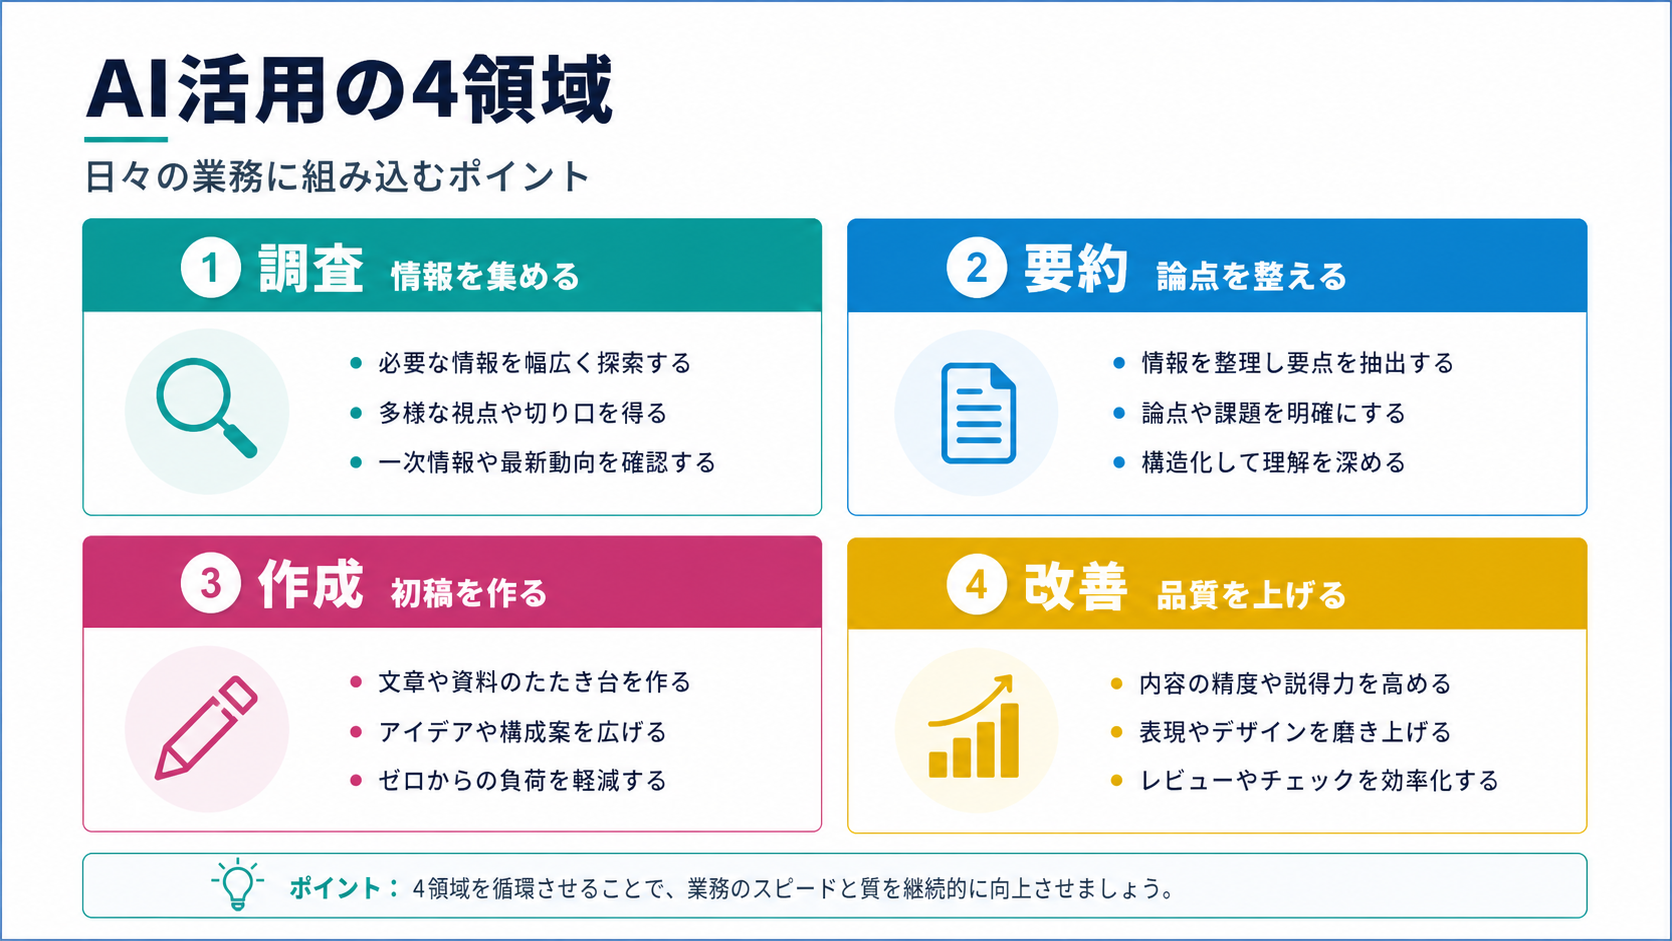 AI活用の4領域
日々の業務に組み込むポイント
1 調査 情報を集める
必要な情報を幅広く探索する
多様な視点や切り口を得る
一次情報や最新動向を確認する
2 要約 論点を整える
情報を整理し要点を抽出する
論点や課題を明確にする
構造化して理解を深める
3 作成 初稿を作る
文章や資料のたたき台を作る
アイデアや構成案を広げる
ゼロからの負荷を軽減する
4 改善 品質を上げる
内容の精度や説得力を高める
表現やデザインを磨き上げる
レビューやチェックを効率化する
ポイント： 4領域を循環させることで、業務のスピードと質を継続的に向上させましょう。